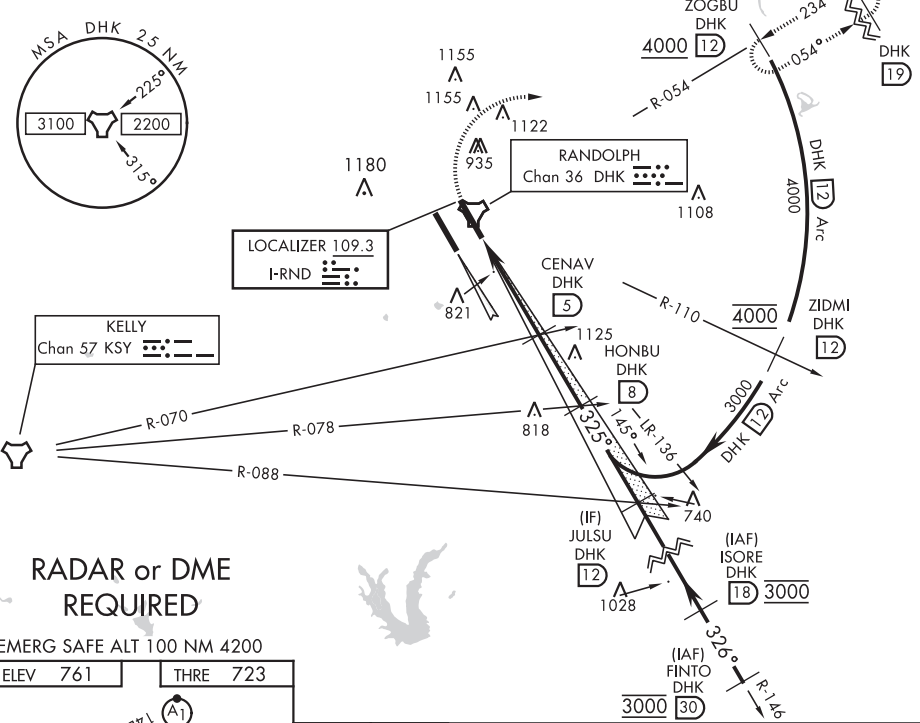 MSA DHK 25 NM
225°
3100
2200
315°
1155
1155
1122
935
1180
1108
RANDOLPH
Chan 36 DHK
LOCALIZER 109.3
I-RND
821
ZOGBU
DHK
4000 12
234
054°
R-054
DHK
19
DHK 12 Arc
4000
CENAV
DHK
5
R-110
4000
ZIDMI
DHK
12
KELLY
Chan 57 KSY
1125
HONBU
DHK
8
3000
DHK 12 Arc
R-070
R-078
818
325°
145°
LR-136
R-088
740
(IF)
JULSU
DHK
12
(IAF)
ISORE
DHK
18 3000
1028
326°
(IAF)
FINTO
DHK
3000 30
R-146
RADAR or DME
REQUIRED
EMERG SAFE ALT 100 NM 4200
ELEV 761
THRE 723
A1